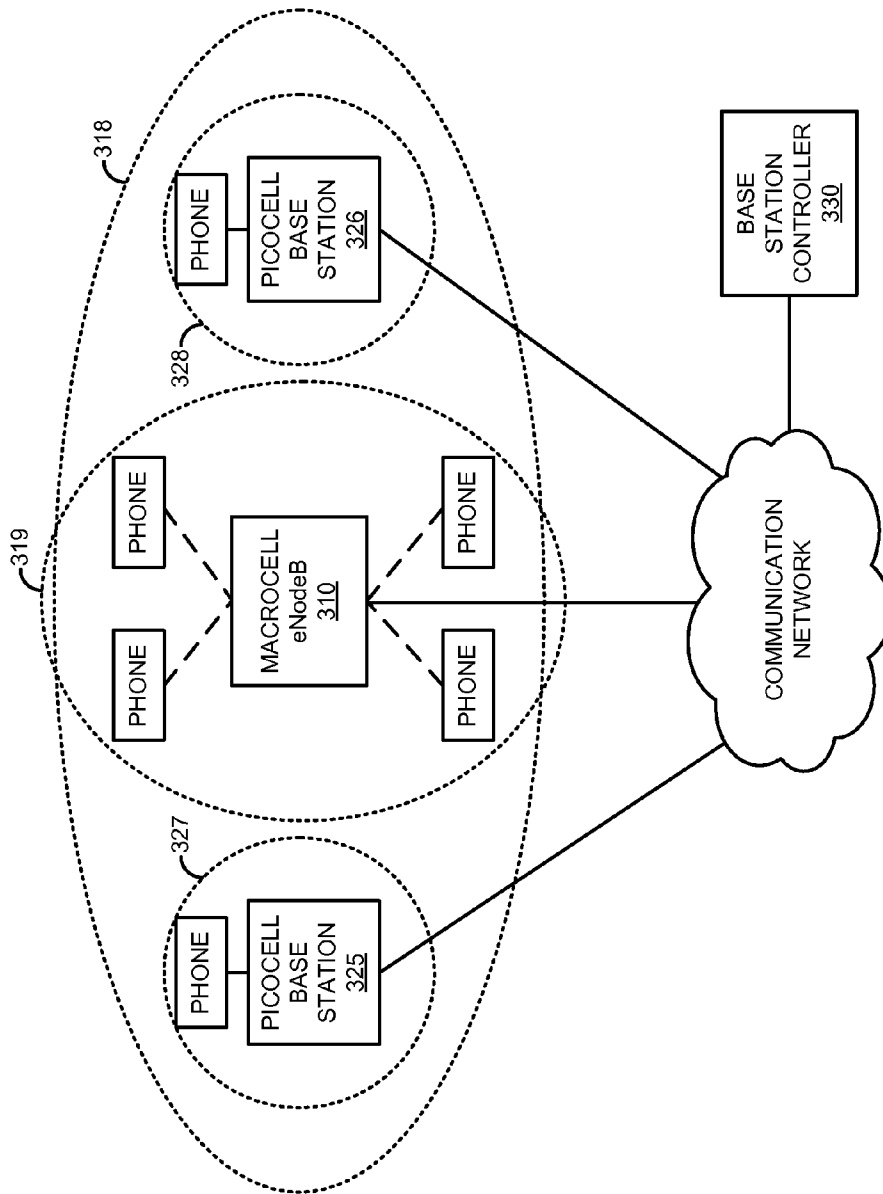 319
318
327
328
PHONE
PHONE
PHONE
PHONE
PICOCELL
BASE
STATION
325
MACROCELL
eNodeB
310
PICOCELL
BASE
STATION
326
PHONE
PHONE
COMMUNICATION
NETWORK
BASE
STATION
CONTROLLER
330